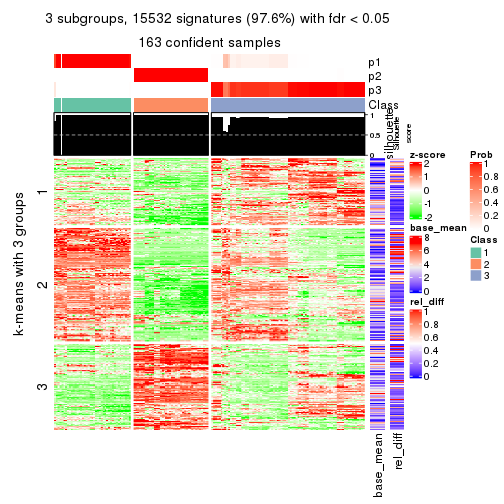 3 subgroups, 15532 signatures (97.6%) with fdr < 0.05
163 confident samples
p1
p2
p3
Class
silhouette
Silhouette
score
1
0.5
0
k-means with 3 groups
1
2
3
base_mean
rel_diff
z-score
2
1
0
-1
-2
base_mean
8
6
4
2
0
rel_diff
1
0.8
0.6
0.4
0.2
0
Prob
1
0.8
0.6
0.4
0.2
0
Class
1
2
3